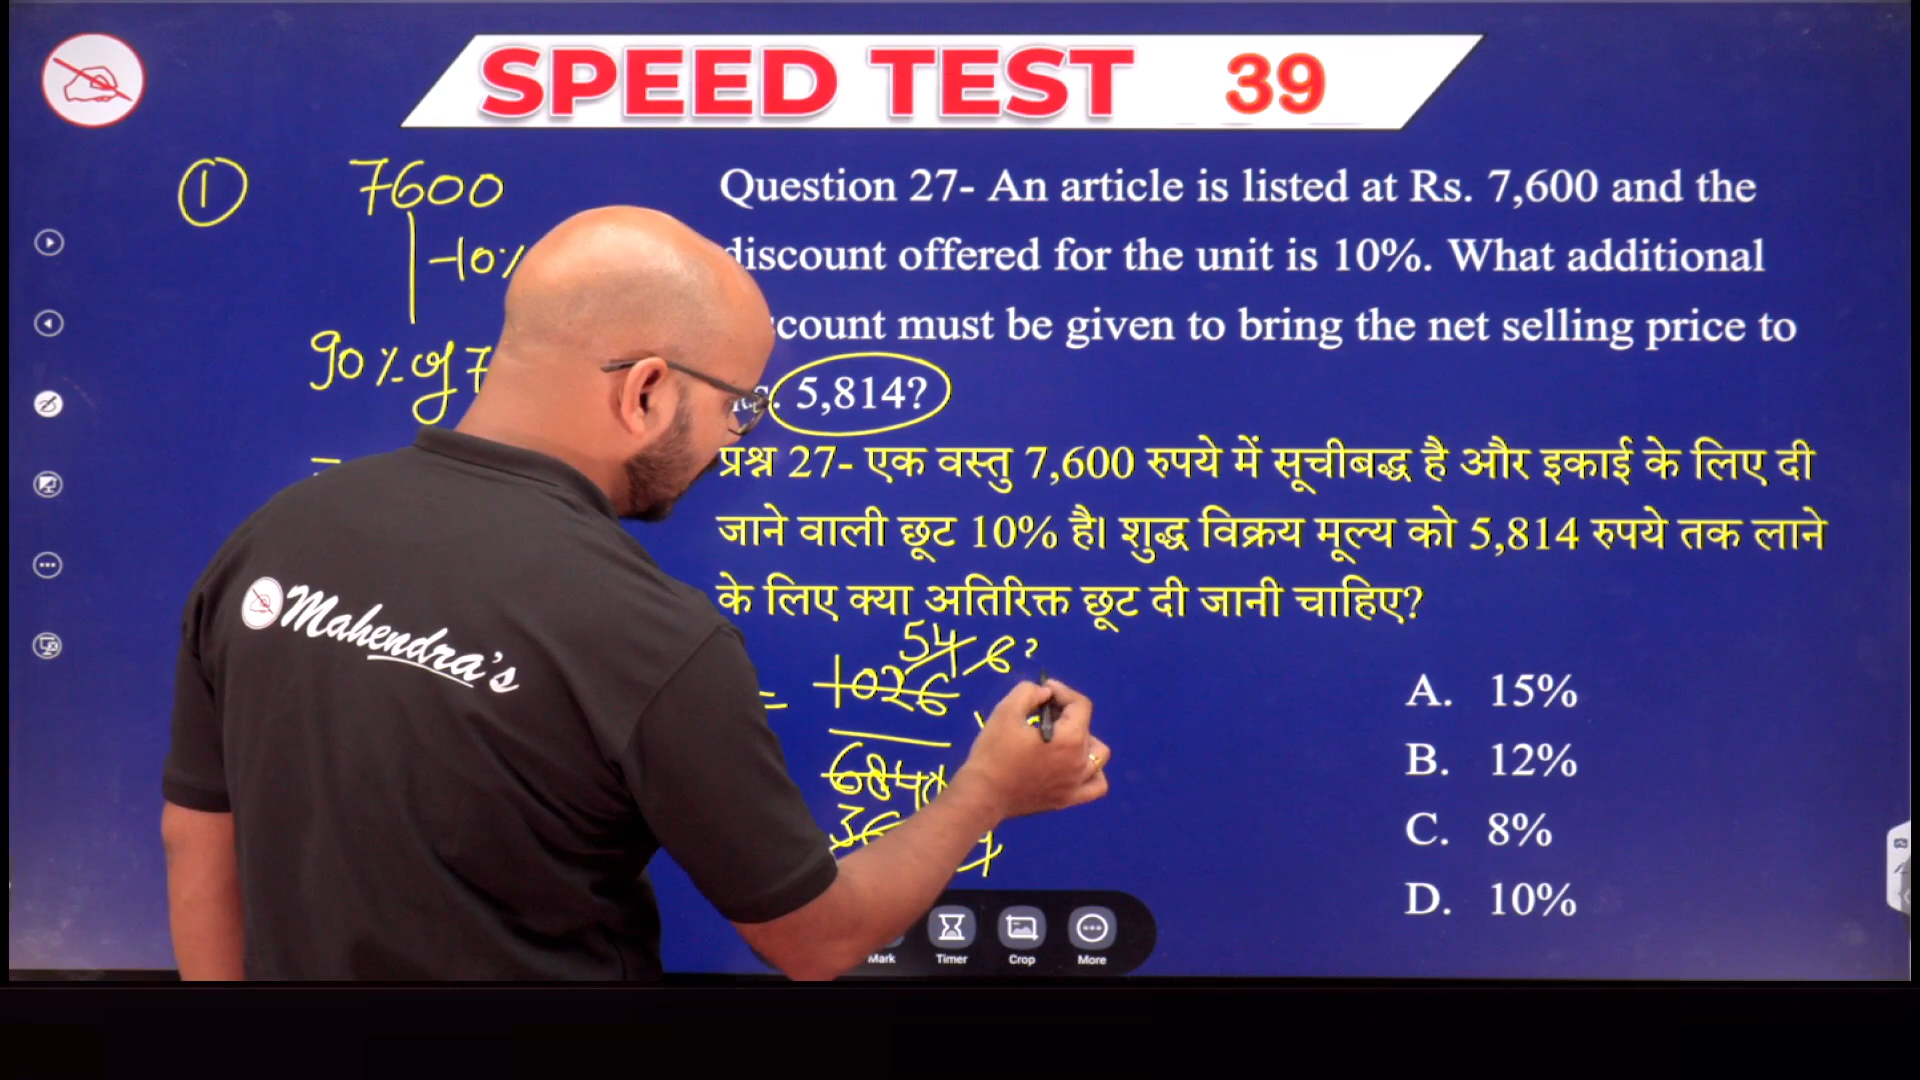 SPEED TEST 39
① 7600
-10%
90% of 7
Question 27- An article is listed at Rs. 7,600 and the
discount offered for the unit is 10%. What additional
count must be given to bring the net selling price to
5,814?
प्रश्न 27- एक वस्तु 7,600 रुपये में सूचीबद्ध है और इकाई के लिए दी
जाने वाली छूट 10% है। शुद्ध विक्रय मूल्य को 5,814 रुपये तक लाने
के लिए क्या अतिरिक्त छूट दी जानी चाहिए?
54
= 1026
684
A. 15%
B. 12%
C. 8%
D. 10%
Mahendra's
Mark Timer Crop More